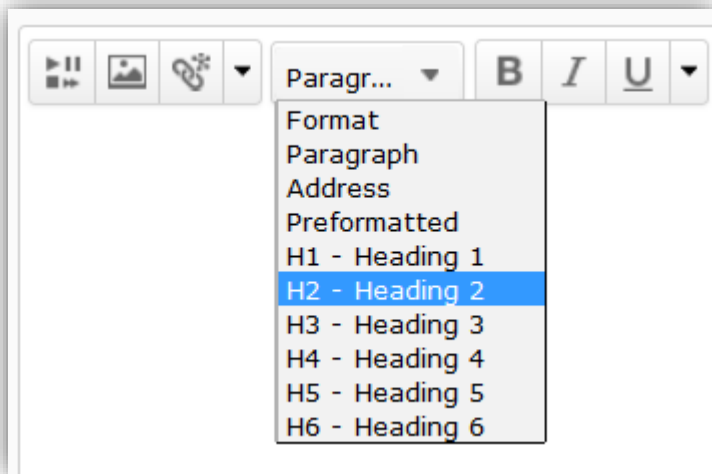 Paragr... B I U
Format
Paragraph
Address
Preformatted
H1 - Heading 1
H2 - Heading 2
H3 - Heading 3
H4 - Heading 4
H5 - Heading 5
H6 - Heading 6